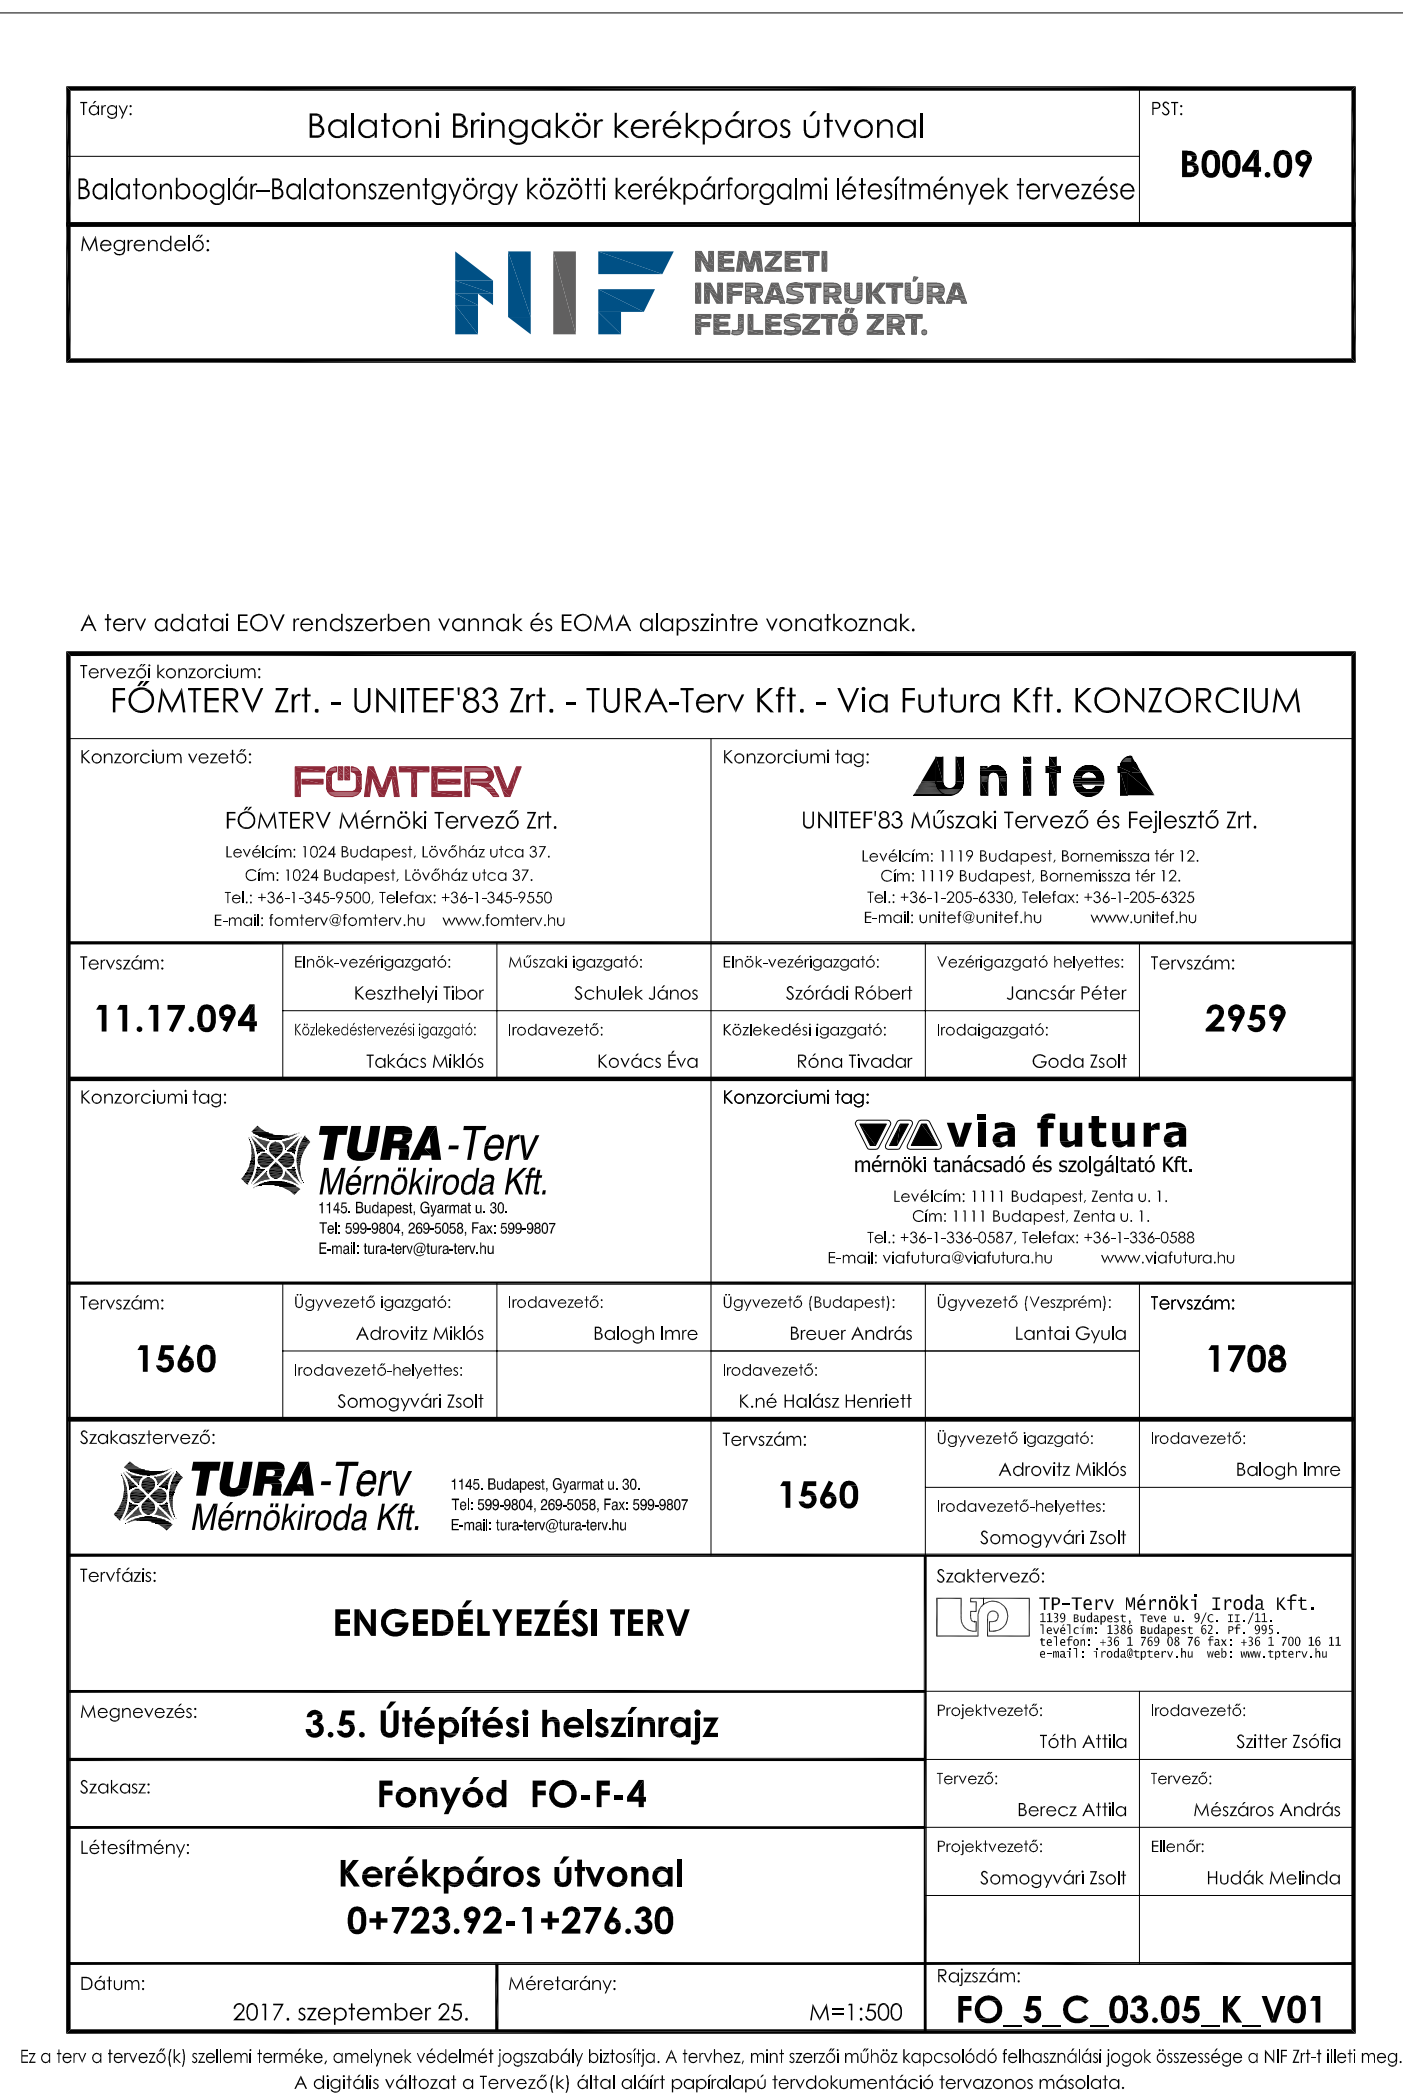 Tárgy:
Balatoni Bringakör kerékpáros útvonal
PST:
B004.09
Balatonboglár–Balatonszentgyörgy közötti kerékpárforgalmi létesítmények tervezése
Megrendelő:
NIF NEMZETI
INFRASTRUKTÚRA
FEJLESZTŐ ZRT.
A terv adatai EOV rendszerben vannak és EOMA alapszintre vonatkoznak.
Tervezői konzorcium:
FŐMTERV Zrt. - UNITEF'83 Zrt. - TURA-Terv Kft. - Via Futura Kft. KONZORCIUM
Konzorcium vezető:
FŐMTERV
FŐMTERV Mérnöki Tervező Zrt.
Levélcím: 1024 Budapest, Lövőház utca 37.
Cím: 1024 Budapest, Lövőház utca 37.
Tel.: +36-1-345-9500, Telefax: +36-1-345-9550
E-mail: fomterv@fomterv.hu www.fomterv.hu
Konzorciumi tag:
Unitef
UNITEF'83 Műszaki Tervező és Fejlesztő Zrt.
Levélcím: 1119 Budapest, Bornemissza tér 12.
Cím: 1119 Budapest, Bornemissza tér 12.
Tel.: +36-1-205-6330, Telefax: +36-1-205-6325
E-mail: unitef@unitef.hu www.unitef.hu
Tervszám:
11.17.094
Elnök-vezérigazgató:
Keszthelyi Tibor
Műszaki igazgató:
Schulek János
Közlekedéstervezési igazgató:
Takács Miklós
Irodavezető:
Kovács Éva
Elnök-vezérigazgató:
Szórádi Róbert
Vezérigazgató helyettes:
Jancsár Péter
Közlekedési igazgató:
Róna Tivadar
Irodaigazgató:
Goda Zsolt
Tervszám:
2959
Konzorciumi tag:
TURA-Terv
Mérnökiroda Kft.
1145. Budapest, Gyarmat u. 30.
Tel: 599-9804, 269-5058, Fax: 599-9807
E-mail: tura-terv@tura-terv.hu
Konzorciumi tag:
VIA via futura
mérnöki tanácsadó és szolgáltató Kft.
Levélcím: 1111 Budapest, Zenta u. 1.
Cím: 1111 Budapest, Zenta u. 1.
Tel.: +36-1-336-0587, Telefax: +36-1-336-0588
E-mail: viafutura@viafutura.hu www.viafutura.hu
Tervszám:
1560
Ügyvezető igazgató:
Adrovitz Miklós
Irodavezető:
Balogh Imre
Irodavezető-helyettes:
Somogyvári Zsolt
Ügyvezető (Budapest):
Breuer András
Ügyvezető (Veszprém):
Lantai Gyula
Irodavezető:
K.né Halász Henriett
Tervszám:
1708
Szakasztervező:
TURA-Terv
Mérnökiroda Kft.
1145. Budapest, Gyarmat u. 30.
Tel: 599-9804, 269-5058, Fax: 599-9807
E-mail: tura-terv@tura-terv.hu
Tervszám:
1560
Ügyvezető igazgató:
Adrovitz Miklós
Irodavezető:
Balogh Imre
Irodavezető-helyettes:
Somogyvári Zsolt
Tervfázis:
ENGEDÉLYEZÉSI TERV
Szaktervező:
tp TP-Terv Mérnöki Iroda Kft.
1139 Budapest, Teve u. 9/C. II./11.
levélcím: 1386 Budapest 62. Pf. 995.
telefon: +36 1 769 08 76 fax: +36 1 700 16 11
e-mail: iroda@tpterv.hu web: www.tpterv.hu
Megnevezés:
3.5. Útépítési helszínrajz
Projektvezető:
Tóth Attila
Irodavezető:
Szitter Zsófia
Szakasz:
Fonyód FO-F-4
Tervező:
Berecz Attila
Tervező:
Mészáros András
Létesítmény:
Kerékpáros útvonal
0+723.92-1+276.30
Projektvezető:
Somogyvári Zsolt
Ellenőr:
Hudák Melinda
Dátum:
2017. szeptember 25.
Méretarány:
M=1:500
Rajzszám:
FO_5_C_03.05_K_V01
Ez a terv a tervező(k) szellemi terméke, amelynek védelmét jogszabály biztosítja. A tervhez, mint szerzői műhöz kapcsolódó felhasználási jogok összessége a NIF Zrt-t illeti meg.
A digitális változat a Tervező(k) által aláírt papíralapú tervdokumentáció tervazonos másolata.